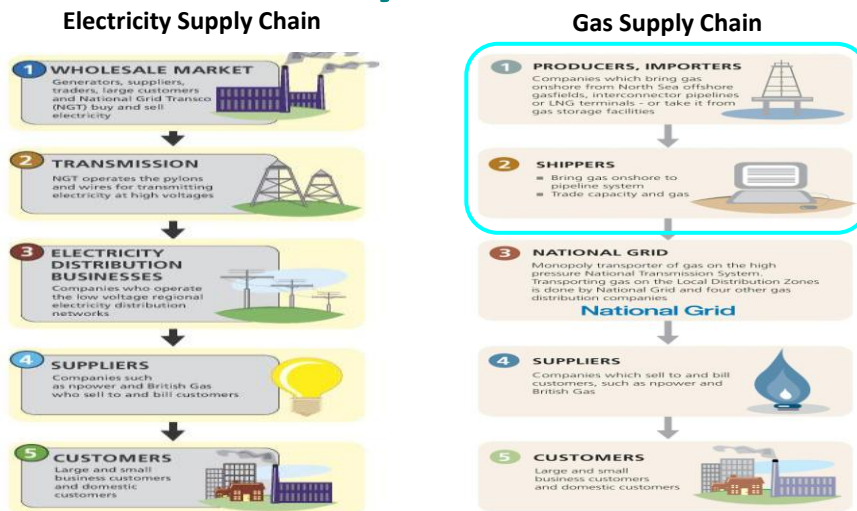 Electricity Supply Chain
1 WHOLESALE MARKET
Generators, suppliers,
traders, large customers
and National Grid Transco
(NGT) buy and sell
electricity
2 TRANSMISSION
NGT operates the pylons
and wires for transmitting
electricity at high voltages
3 ELECTRICITY
DISTRIBUTION
BUSINESSES
Companies who operate
the low voltage regional
electricity distribution
networks
4 SUPPLIERS
Companies such
as npower and British Gas
who sell to and bill customers
5 CUSTOMERS
Large and small
business customers
and domestic
customers
Gas Supply Chain
1 PRODUCERS, IMPORTERS
Companies which bring gas
onshore from North Sea offshore
gasfields, interconnector pipelines
or LNG terminals - or take it from
gas storage facilities
2 SHIPPERS
▪ Bring gas onshore to
pipeline system
▪ Trade capacity and gas
3 NATIONAL GRID
Monopoly transporter of gas on the high
pressure National Transmission System.
Transporting gas on the Local Distribution Zones
is done by National Grid and four other gas
distribution companies
National Grid
4 SUPPLIERS
Companies which sell to and bill
customers, such as npower and
British Gas
5 CUSTOMERS
Large and small
business customers
and domestic customers